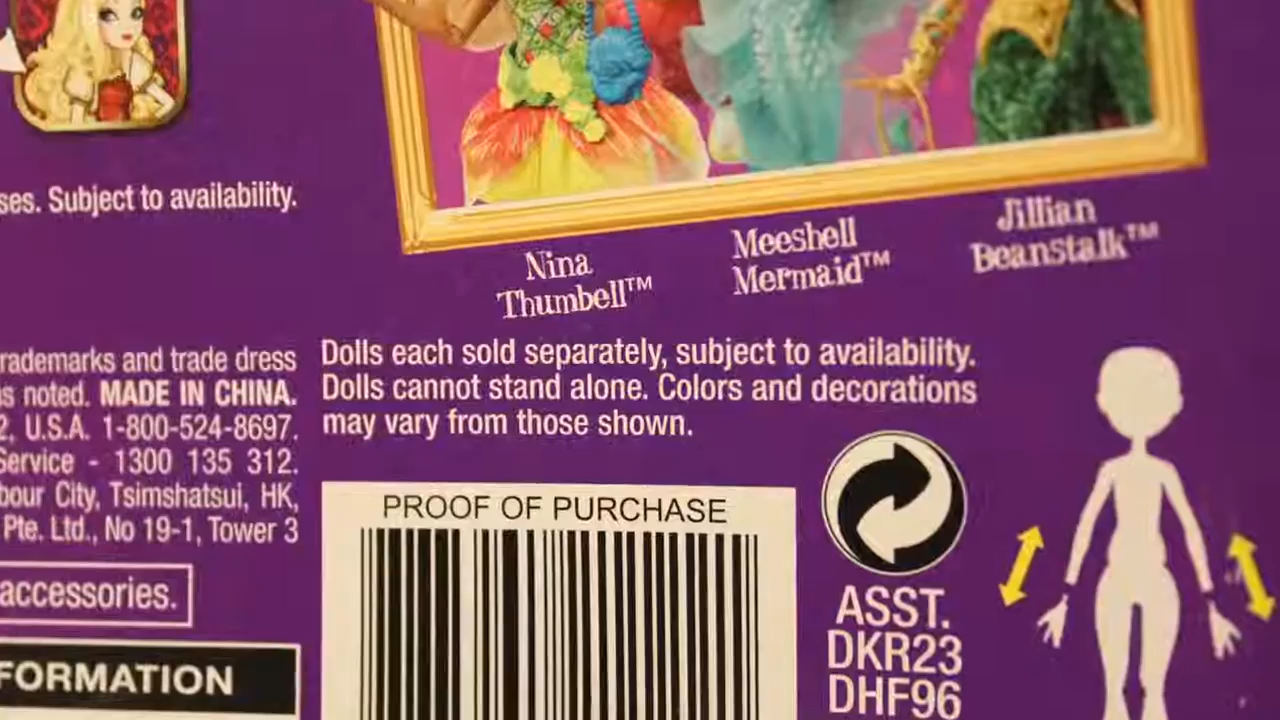 ses. Subject to availability.
Nina
Thumbell™
Meeshell
Mermaid™
Jillian
Beanstalk™
rademarks and trade dress
s noted. MADE IN CHINA.
2, U.S.A. 1-800-524-8697.
Service - 1300 135 312.
bour City, Tsimshatsui, HK,
Pte. Ltd., No 19-1, Tower 3
accessories.
FORMATION
Dolls each sold separately, subject to availability.
Dolls cannot stand alone. Colors and decorations
may vary from those shown.
PROOF OF PURCHASE
ASST.
DKR23
DHF96